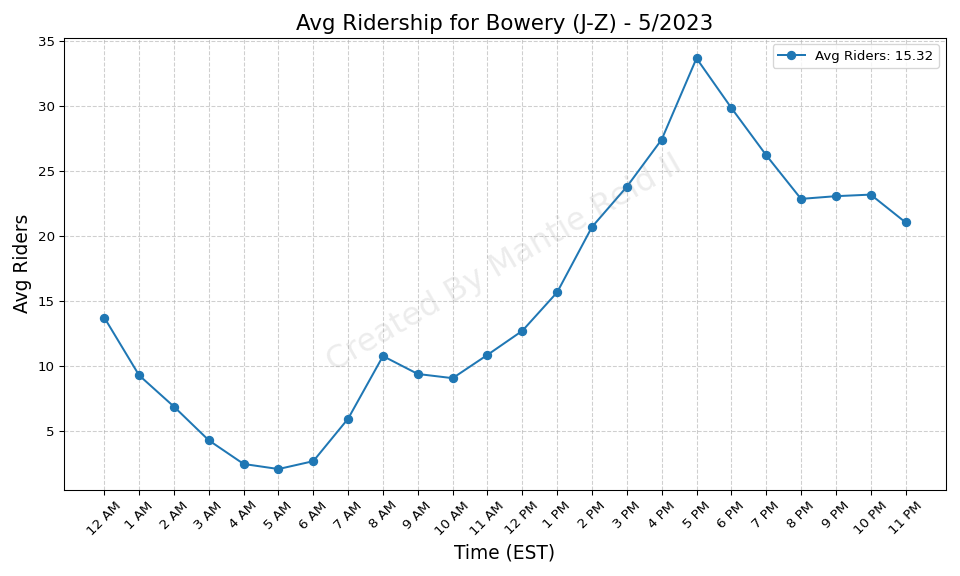 Avg Ridership for Bowery (J-Z) - 5/2023
Avg Riders: 15.32
Avg Riders
35
30
25
20
15
10
5
Created By Mantle Reid II
12 AM
1 AM
2 AM
3 AM
4 AM
5 AM
6 AM
7 AM
8 AM
9 AM
10 AM
11 AM
12 PM
1 PM
2 PM
3 PM
4 PM
5 PM
6 PM
7 PM
8 PM
9 PM
10 PM
11 PM
Time (EST)